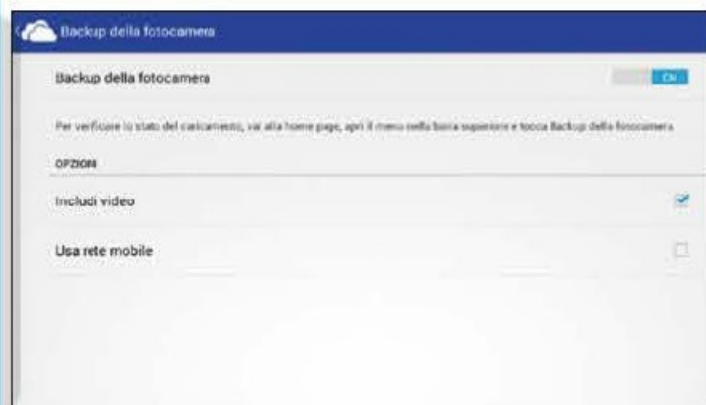 Backup della fotocamera
Backup della fotocamera
ON
Per verificare lo stato del caricamento, vai alla home page, apri il menu nella barra superiore e tocca Backup della fotocamera.
OPZIONI
Includi video
Usa rete mobile